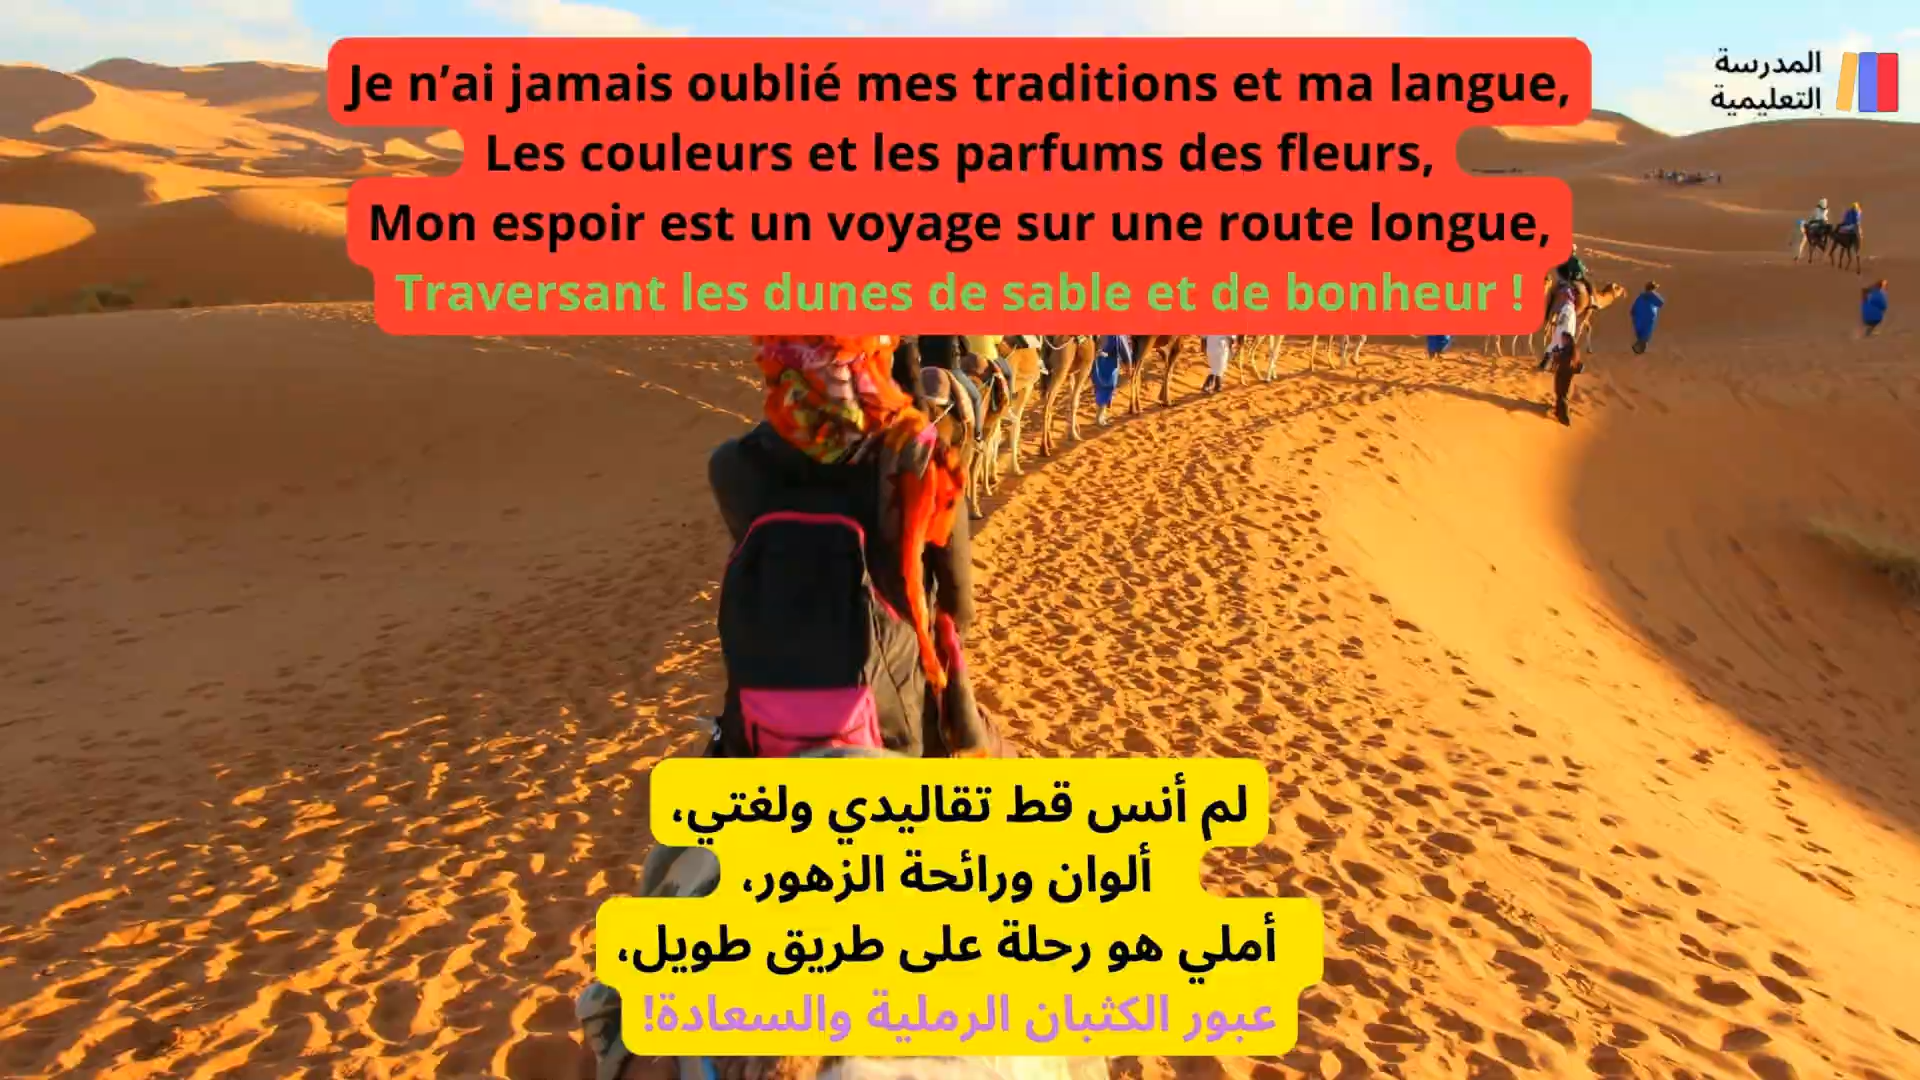 Je n’ai jamais oublié mes traditions et ma langue,
Les couleurs et les parfums des fleurs,
Mon espoir est un voyage sur une route longue,
Traversant les dunes de sable et de bonheur !
المدرسة
التعليمية
لم أنس قط تقاليدي ولغتي،
ألوان ورائحة الزهور،
أملي هو رحلة على طريق طويل،
عبور الكثبان الرملية والسعادة!